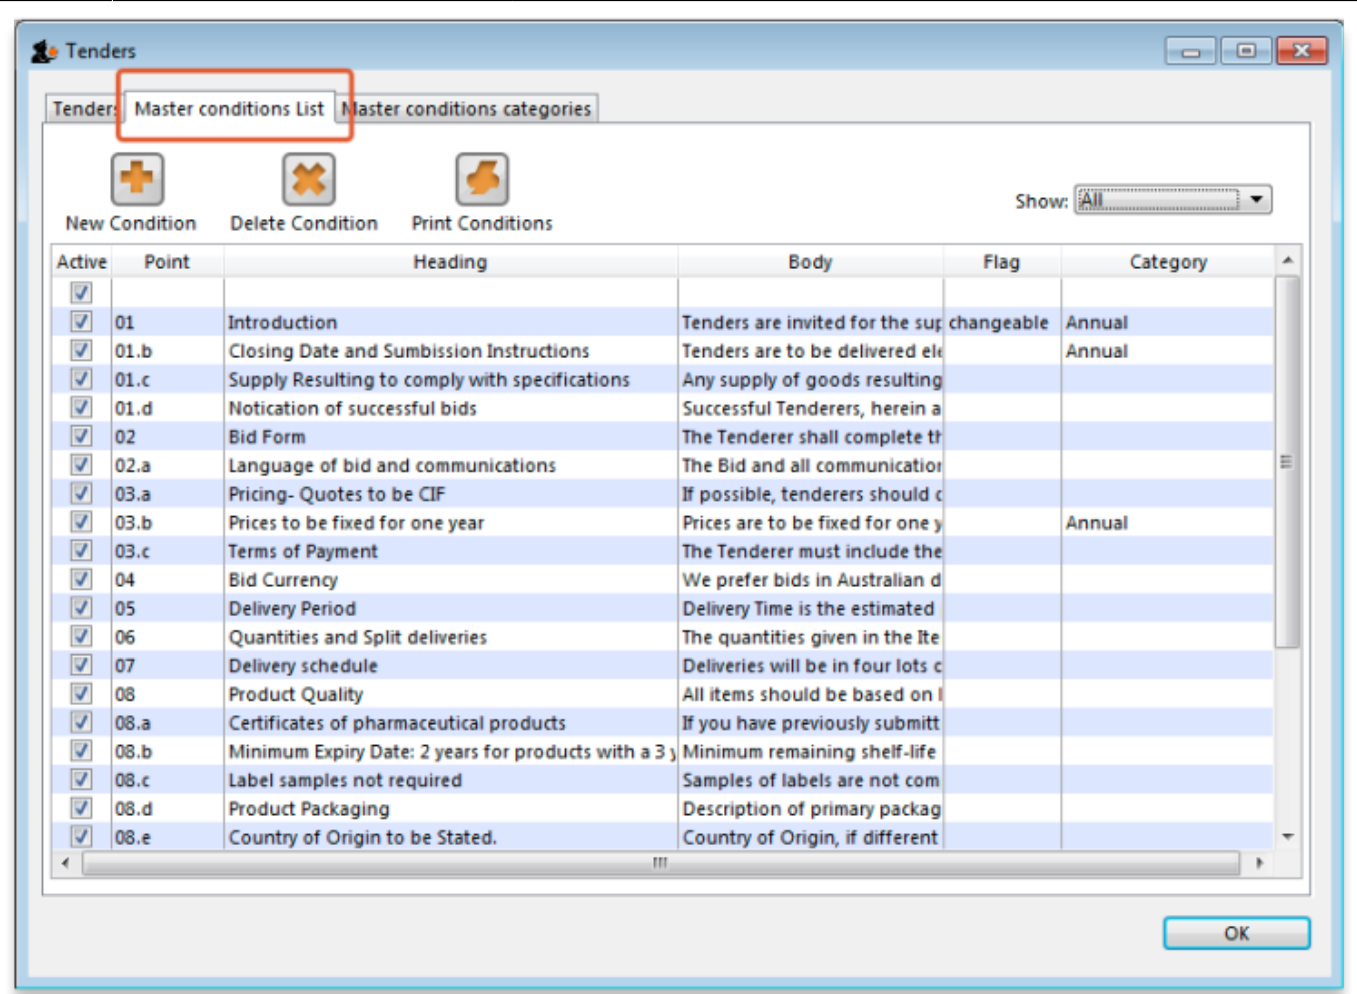 Tenders
Tenders Master conditions List Master conditions categories
New Condition Delete Condition Print Conditions Show: All
Active Point Heading Body Flag Category
01 Introduction Tenders are invited for the sup changeable Annual
01.b Closing Date and Sumbission Instructions Tenders are to be delivered ele Annual
01.c Supply Resulting to comply with specifications Any supply of goods resulting
01.d Notication of successful bids Successful Tenderers, herein a
02 Bid Form The Tenderer shall complete th
02.a Language of bid and communications The Bid and all communication
03.a Pricing- Quotes to be CIF If possible, tenderers should c
03.b Prices to be fixed for one year Prices are to be fixed for one y Annual
03.c Terms of Payment The Tenderer must include the
04 Bid Currency We prefer bids in Australian d
05 Delivery Period Delivery Time is the estimated
06 Quantities and Split deliveries The quantities given in the Ite
07 Delivery schedule Deliveries will be in four lots c
08 Product Quality All items should be based on
08.a Certificates of pharmaceutical products If you have previously submitt
08.b Minimum Expiry Date: 2 years for products with a 3 y Minimum remaining shelf-life
08.c Label samples not required Samples of labels are not com
08.d Product Packaging Description of primary packag
08.e Country of Origin to be Stated. Country of Origin, if different
OK